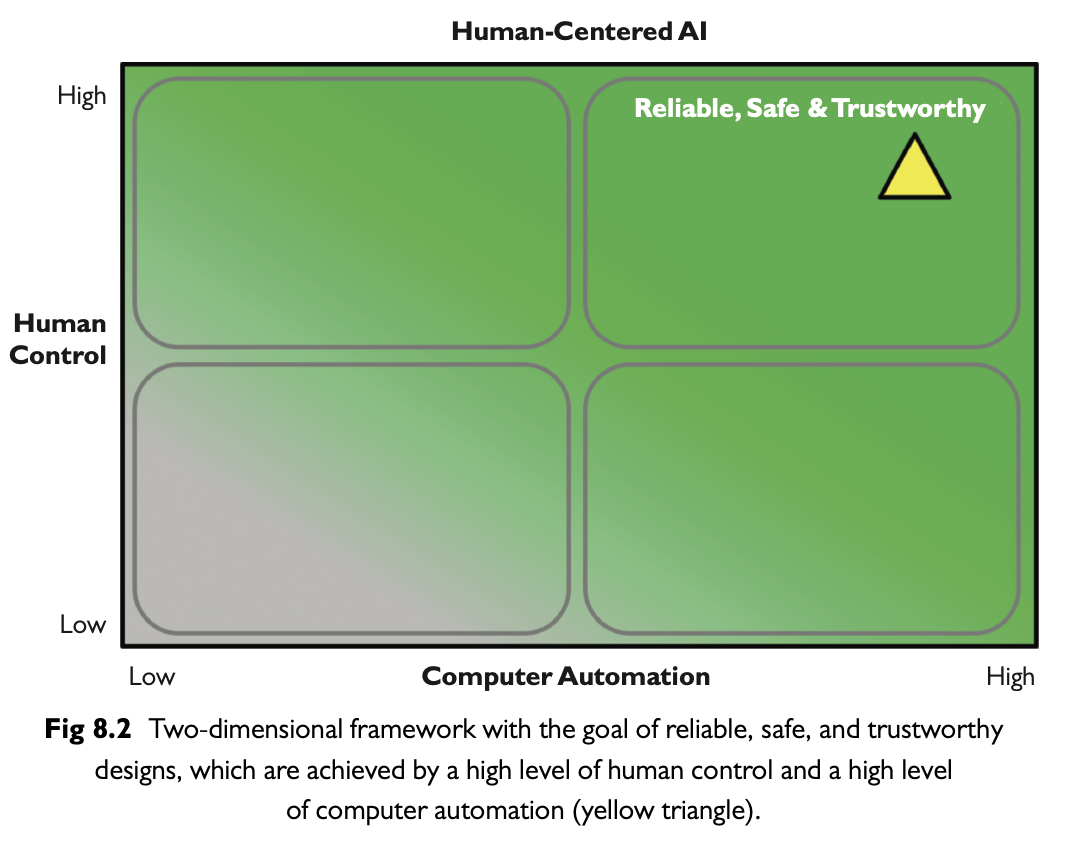 Human-Centered AI
High
Reliable, Safe & Trustworthy
Human
Control
Low
Low
Computer Automation
High
Fig 8.2 Two-dimensional framework with the goal of reliable, safe, and trustworthy
designs, which are achieved by a high level of human control and a high level
of computer automation (yellow triangle).